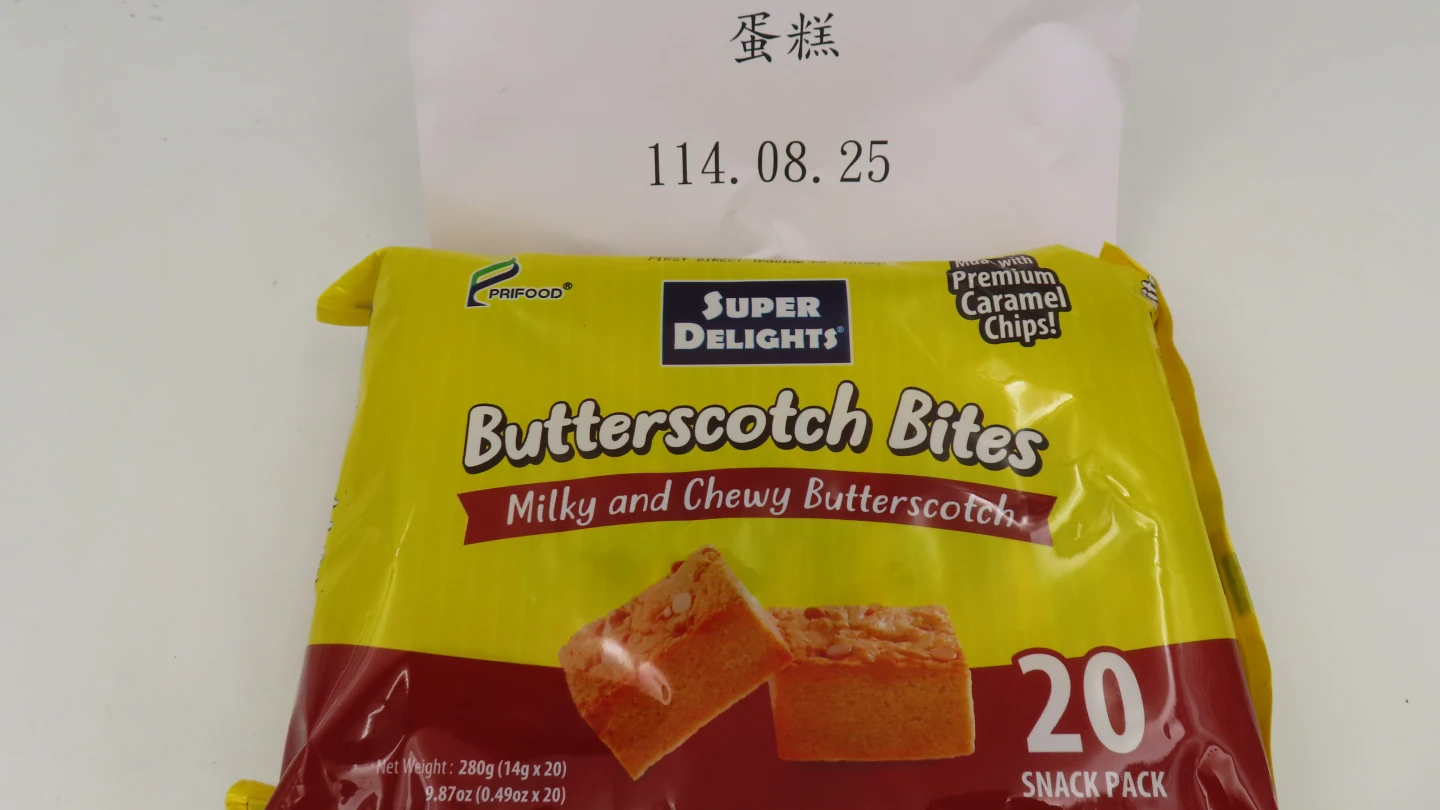 蛋糕
114.08.25
PRIFOOD®
SUPER
DELIGHTS®
with
Premium
Caramel
Chips!
Butterscotch Bites
Milky and Chewy Butterscotch
20
SNACK PACK
Net Weight : 280g (14g x 20)
9.87oz (0.49oz x 20)